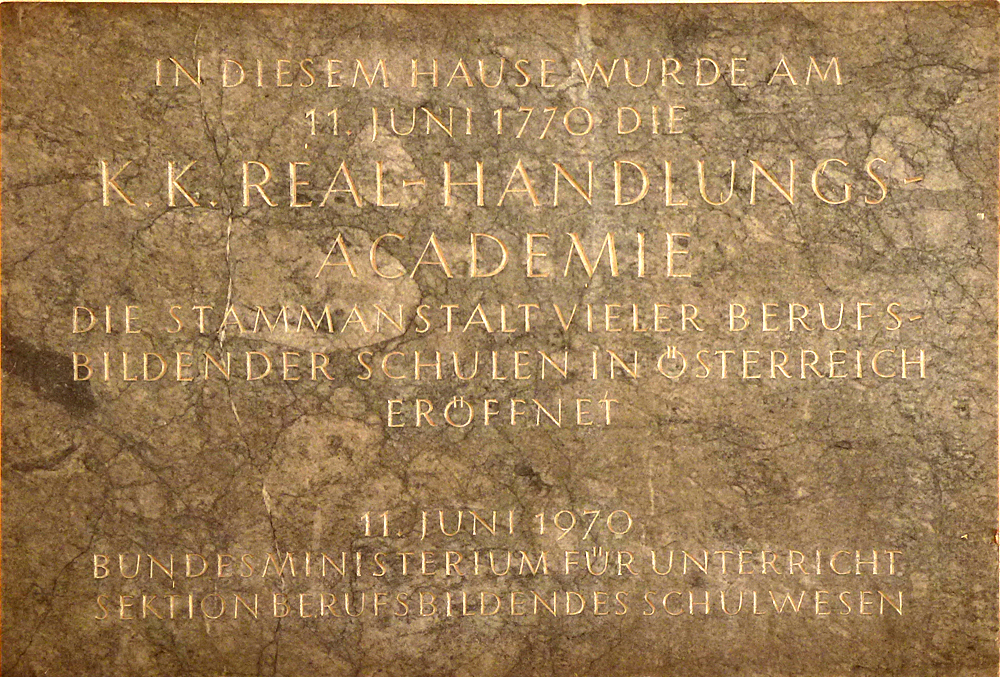 IN DIESEM HAUSE WURDE AM
11. JUNI 1770 DIE
K. K. REAL-HANDLUNGS-
ACADEMIE
DIE STAMMANSTALT VIELER BERUFS-
BILDENDER SCHULEN IN ÖSTERREICH
ERÖFFNET
11. JUNI 1970
BUNDESMINISTERIUM FÜR UNTERRICHT
SEKTION BERUFSBILDENDES SCHULWESEN